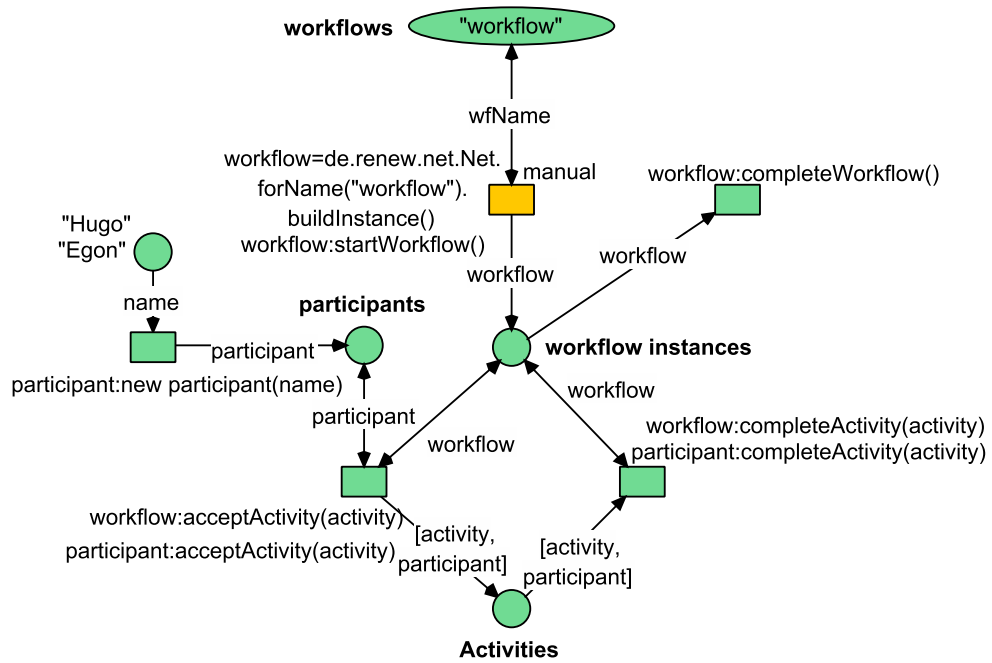 workflows
"workflow"
wfName
workflow=de.renew.net.Net.
forName("workflow").
buildInstance()
workflow:startWorkflow()
manual
workflow:completeWorkflow()
"Hugo"
"Egon"
workflow
workflow
name
participants
participant
workflow instances
participant:new participant(name)
participant
workflow
workflow
workflow:completeActivity(activity)
participant:completeActivity(activity)
workflow:acceptActivity(activity)
participant:acceptActivity(activity)
[activity,
participant]
[activity,
participant]
Activities